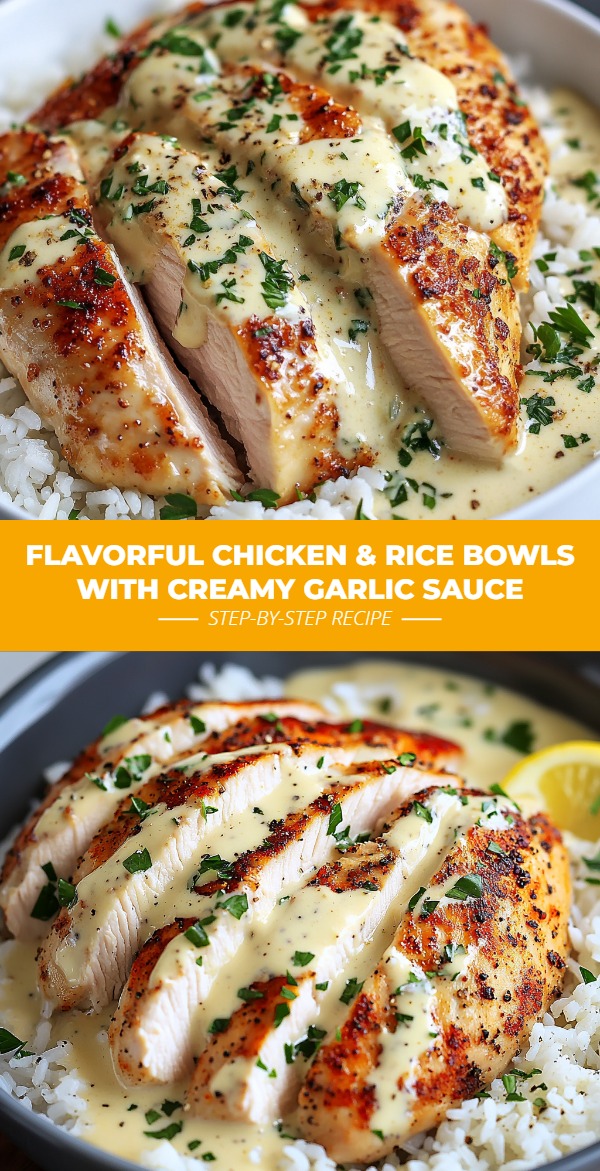 FLAVORFUL CHICKEN & RICE BOWLS
WITH CREAMY GARLIC SAUCE
STEP-BY-STEP RECIPE